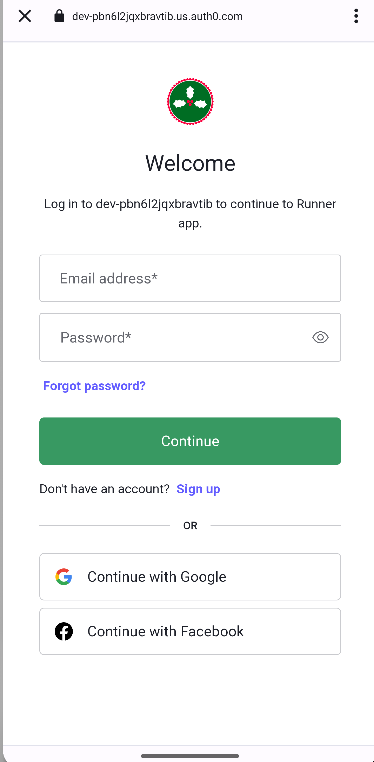 dev-pbn6l2jqxbravtib.us.auth0.com
Welcome
Log in to dev-pbn6l2jqxbravtib to continue to Runner
app.
Email address*
Password*
Forgot password?
Continue
Don't have an account? Sign up
OR
Continue with Google
Continue with Facebook